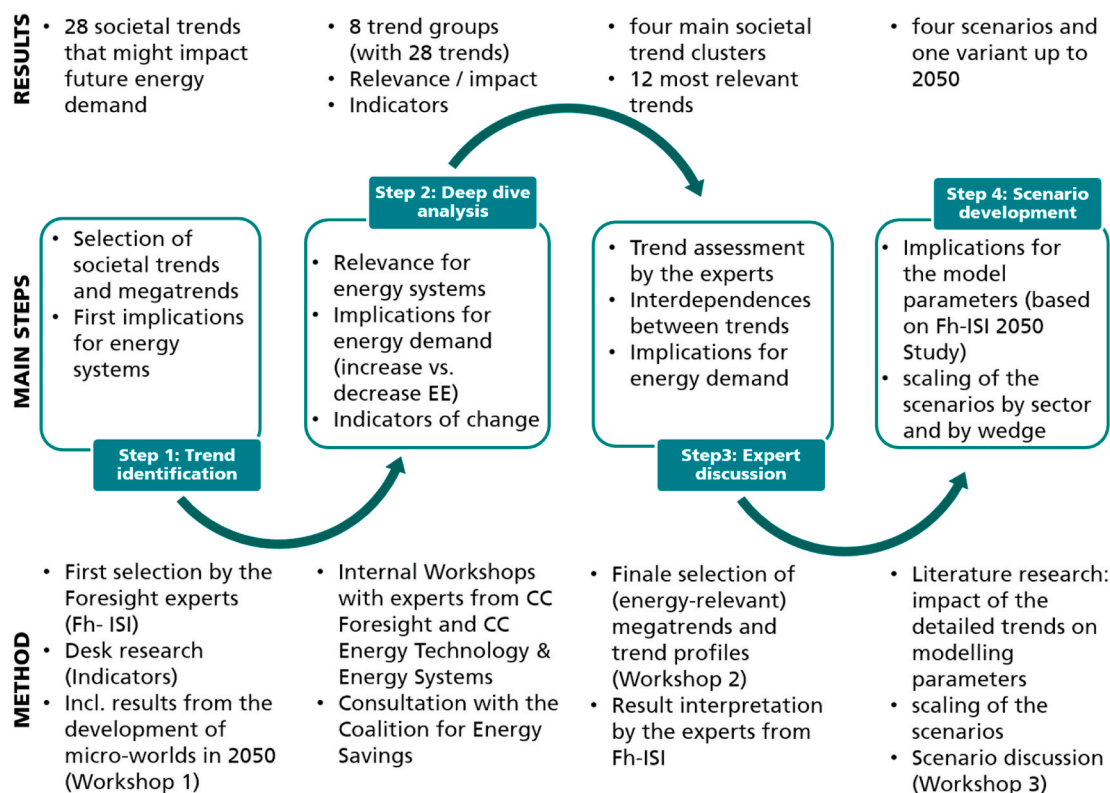 RESULTS
• 28 societal trends
that might impact
future energy
demand
• 8 trend groups
(with 28 trends)
• Relevance / impact
• Indicators
• four main societal
trend clusters
• 12 most relevant
trends
• four scenarios and
one variant up to
2050
MAIN STEPS
• Selection of
societal trends
and megatrends
• First implications
for energy
systems
Step 1: Trend
identification
Step 2: Deep dive
analysis
• Relevance for
energy systems
• Implications for
energy demand
(increase vs.
decrease EE)
• Indicators of change
• Trend assessment
by the experts
• Interdependences
between trends
• Implications for
energy demand
Step3: Expert
discussion
Step 4: Scenario
development
• Implications for
the model
parameters (based
on Fh-ISI 2050
Study)
• scaling of the
scenarios by sector
and by wedge
METHOD
• First selection by the
Foresight experts
(Fh- ISI)
• Desk research
(Indicators)
• Incl. results from the
development of
micro-worlds in 2050
(Workshop 1)
• Internal Workshops
with experts from CC
Foresight and CC
Energy Technology &
Energy Systems
• Consultation with the
Coalition for Energy
Savings
• Finale selection of
(energy-relevant)
megatrends and
trend profiles
(Workshop 2)
• Result interpretation
by the experts from
Fh-ISI
• Literature research:
impact of the
detailed trends on
modelling
parameters
• scaling of the
scenarios
• Scenario discussion
(Workshop 3)